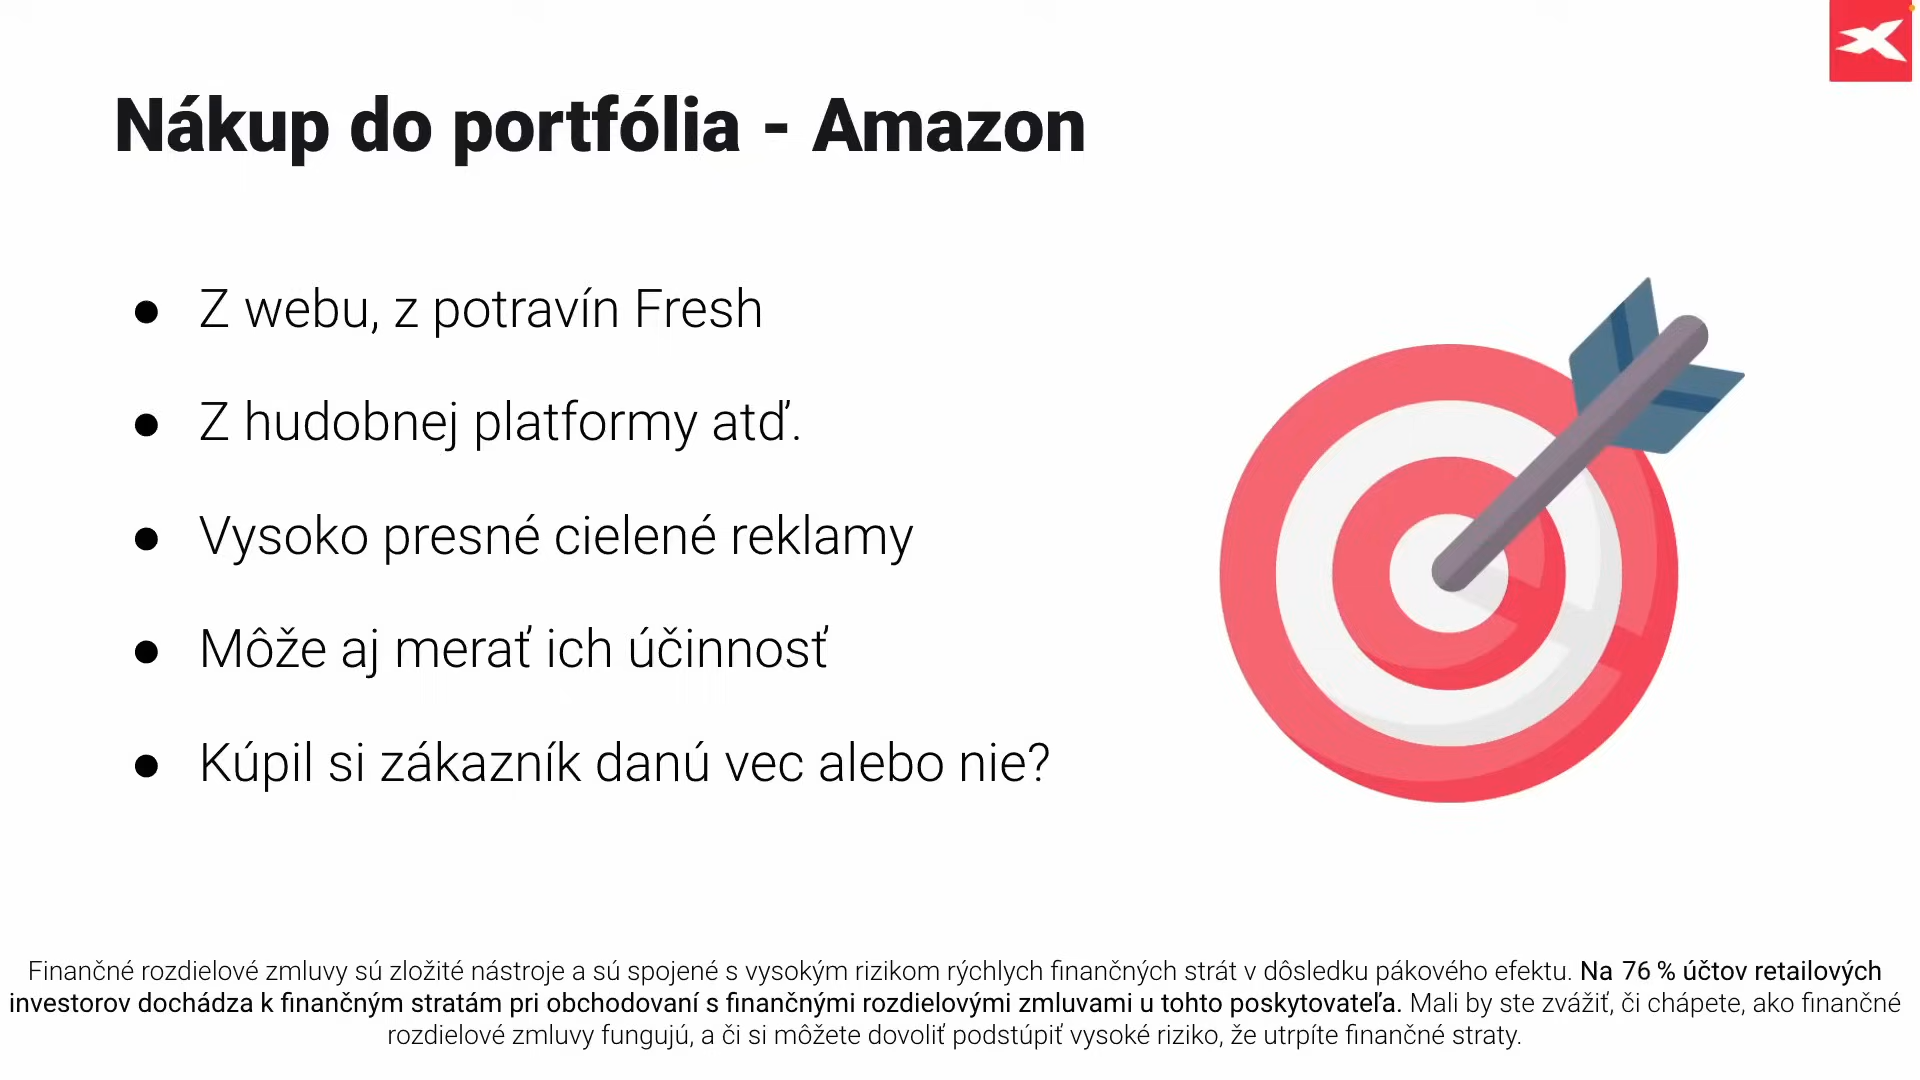 Nákup do portfólia - Amazon
● Z webu, z potravín Fresh
● Z hudobnej platformy atď.
● Vysoko presné cielené reklamy
● Môže aj merať ich účinnosť
● Kúpil si zákazník danú vec alebo nie?
Finančné rozdielové zmluvy sú zložité nástroje a sú spojené s vysokým rizikom rýchlych finančných strát v dôsledku pákového efektu. Na 76 % účtov retailových
investorov dochádza k finančným stratám pri obchodovaní s finančnými rozdielovými zmluvami u tohto poskytovateľa. Mali by ste zvážiť, či chápete, ako finančné
rozdielové zmluvy fungujú, a či si môžete dovoliť podstúpiť vysoké riziko, že utrpíte finančné straty.